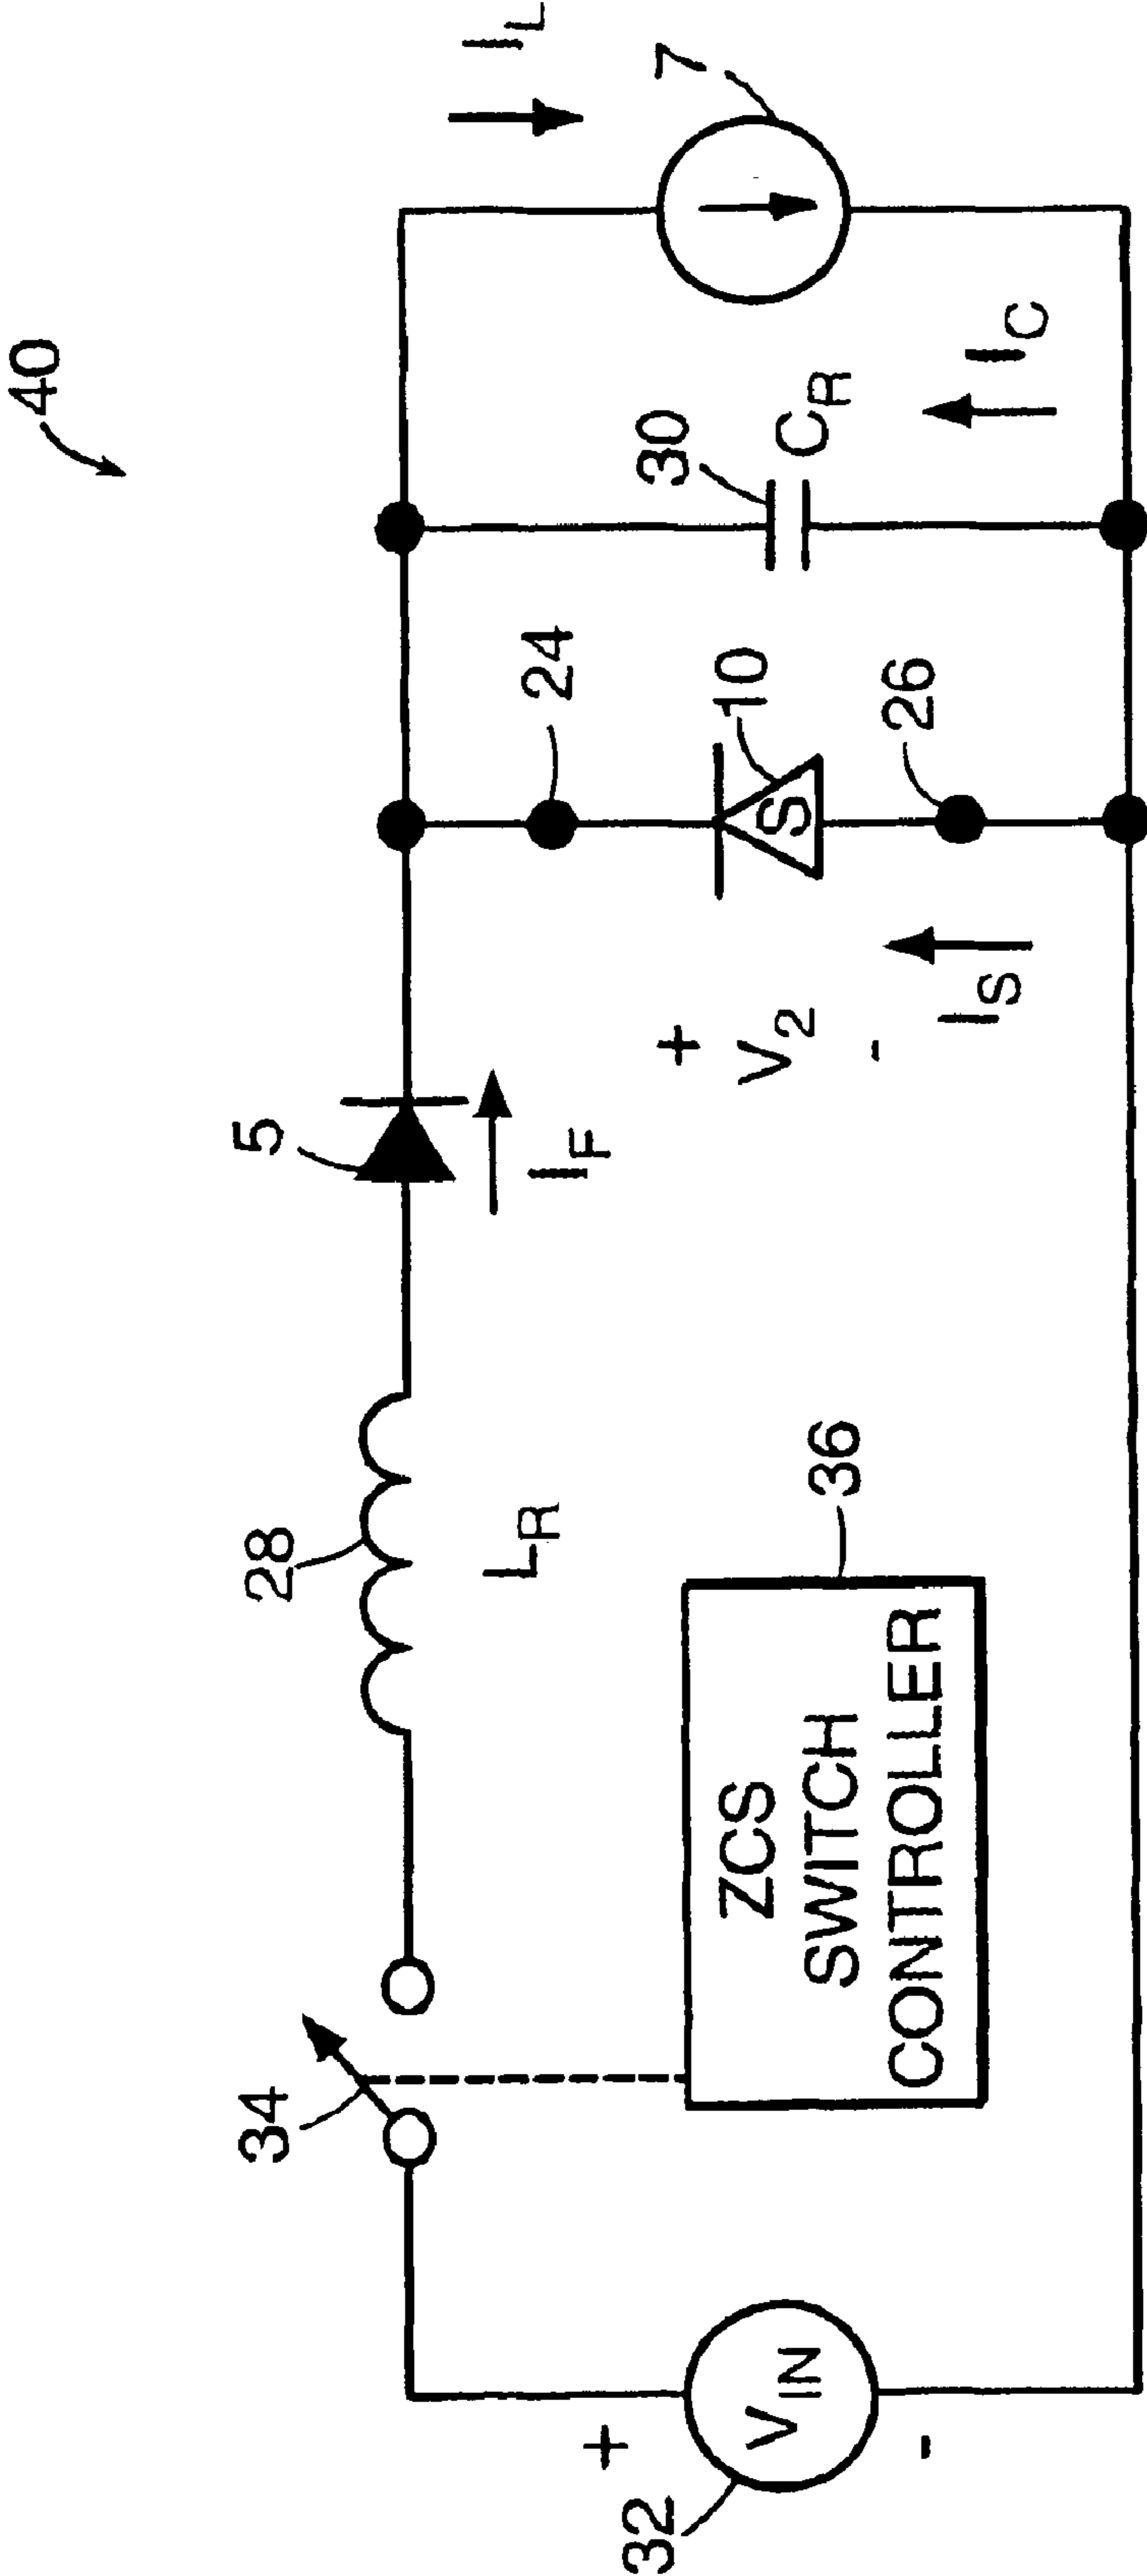 40
34
28
5
24
I_L
7
30
C_R
10
26
I_C
I_F
+
V_2
-
I_S
L_R
36
ZCS
SWITCH
CONTROLLER
+
V_IN
-
32
S